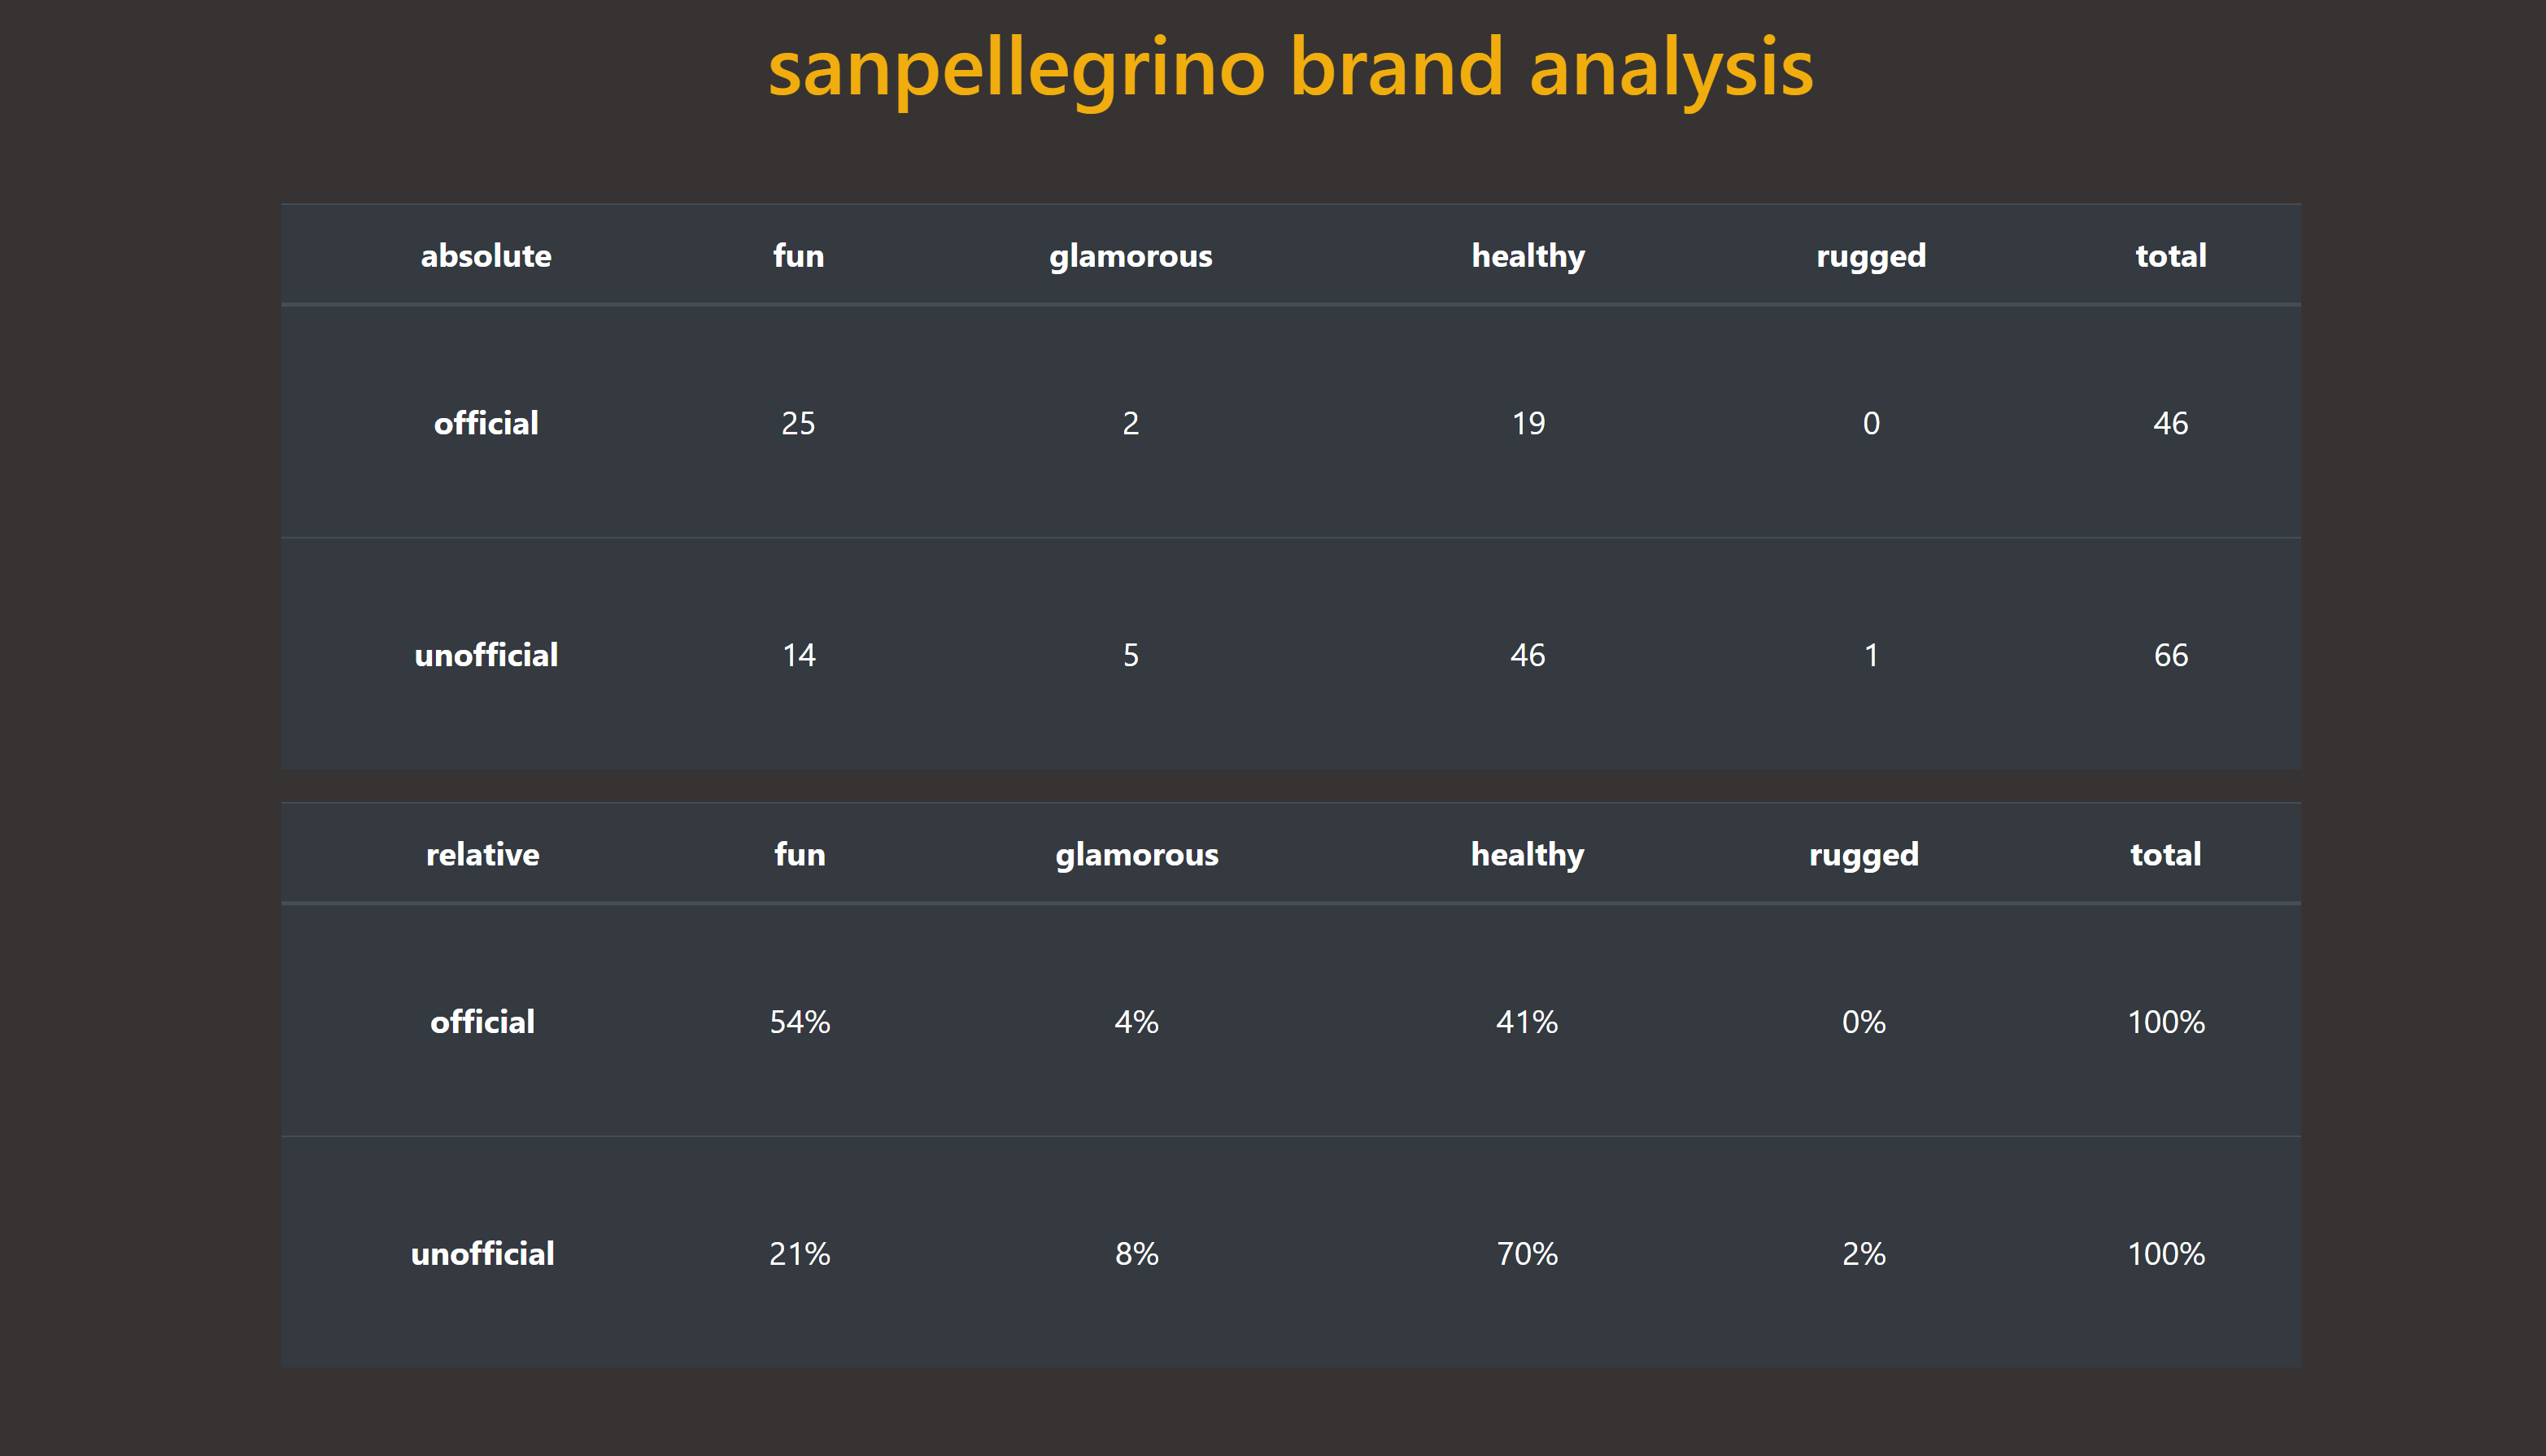 sanpellegrino brand analysis
absolute fun glamorous healthy rugged total
official 25 2 19 0 46
unofficial 14 5 46 1 66
relative fun glamorous healthy rugged total
official 54% 4% 41% 0% 100%
unofficial 21% 8% 70% 2% 100%